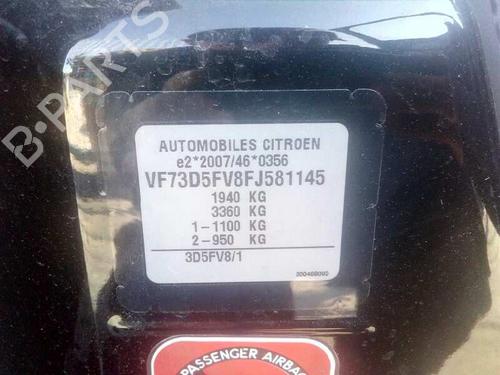 B-PARTS
AUTOMOBILES CITROEN
e2*2007/46*0356
VF73D5FV8FJ581145
1940 KG
3360 KG
1-1100 KG
2-950 KG
3D5FV8/1
PASSENGER AIRBAG